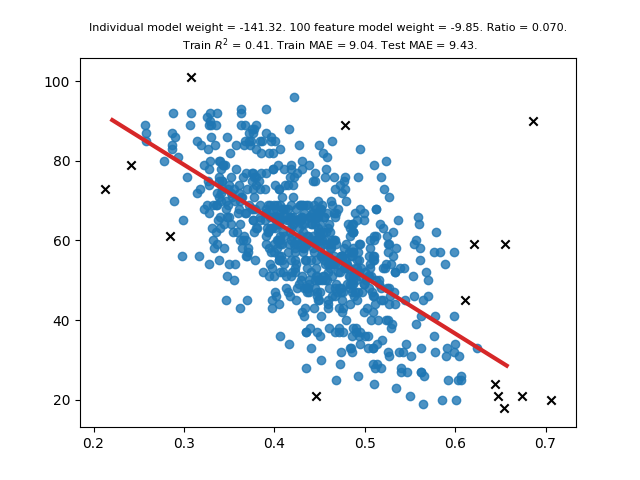 Individual model weight = -141.32. 100 feature model weight = -9.85. Ratio = 0.070.
Train R² = 0.41. Train MAE = 9.04. Test MAE = 9.43.
100
80
60
40
20
0.2 0.3 0.4 0.5 0.6 0.7